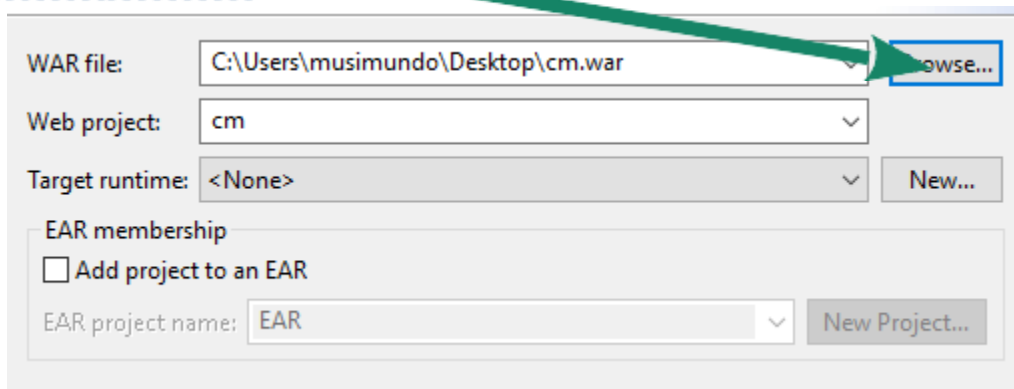 WAR file: C:\Users\musimundo\Desktop\cm.war
Web project: cm
Target runtime: <None> New...
EAR membership
Add project to an EAR
EAR project name: EAR New Project...